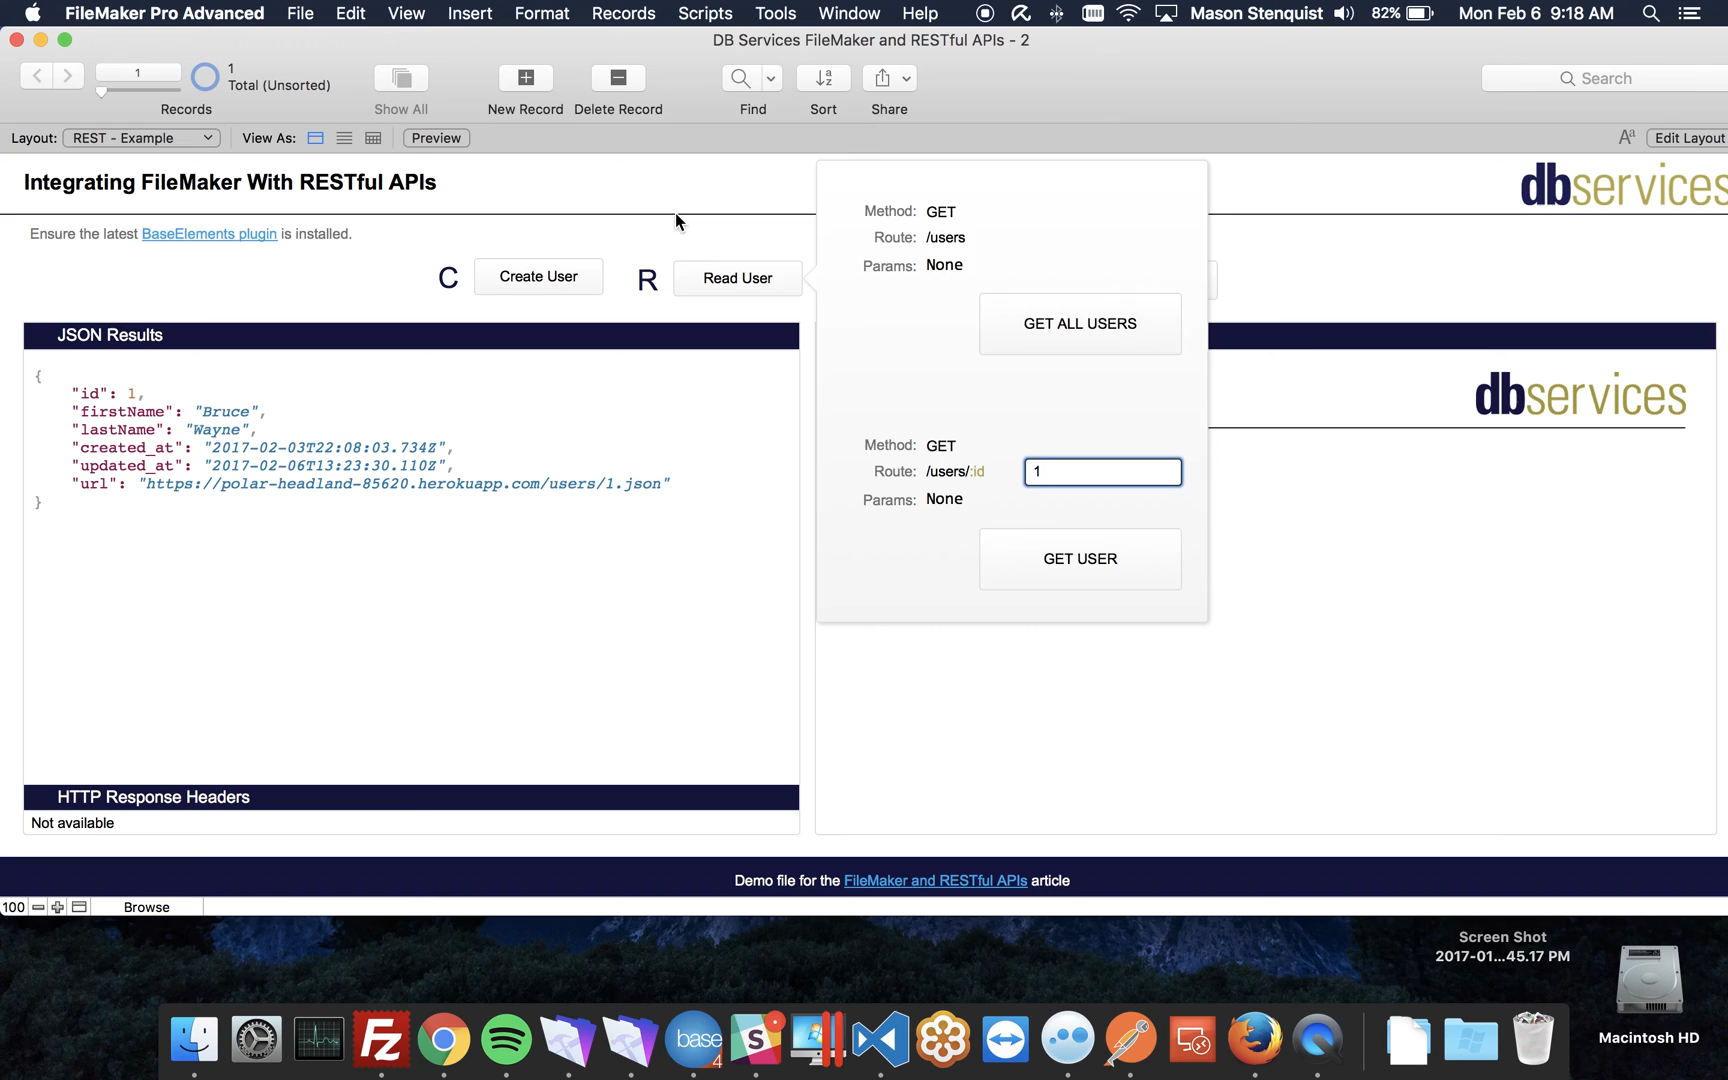 FileMaker Pro Advanced File Edit View Insert Format Records Scripts Tools Window Help Mason Stenquist 82% Mon Feb 6 9:18 AM
DB Services FileMaker and RESTful APIs - 2
1
1
Total (Unsorted)
Search
Records Show All New Record Delete Record Find Sort Share
Layout: REST - Example View As: Preview Aa Edit Layout
Integrating FileMaker With RESTful APIs
dbservices
Ensure the latest BaseElements plugin is installed.
C Create User R Read User
Method: GET
Route: /users
Params: None
GET ALL USERS
Method: GET
Route: /users/:id 1
Params: None
GET USER
JSON Results
{
"id": 1,
"firstName": "Bruce",
"lastName": "Wayne",
"created_at": "2017-02-03T22:08:03.734Z",
"updated_at": "2017-02-06T13:23:30.110Z",
"url": "https://polar-headland-85620.herokuapp.com/users/1.json"
}
dbservices
HTTP Response Headers
Not available
Demo file for the FileMaker and RESTful APIs article
100 Browse
Screen Shot
2017-01...45.17 PM
Fz
base
4
S
Macintosh HD